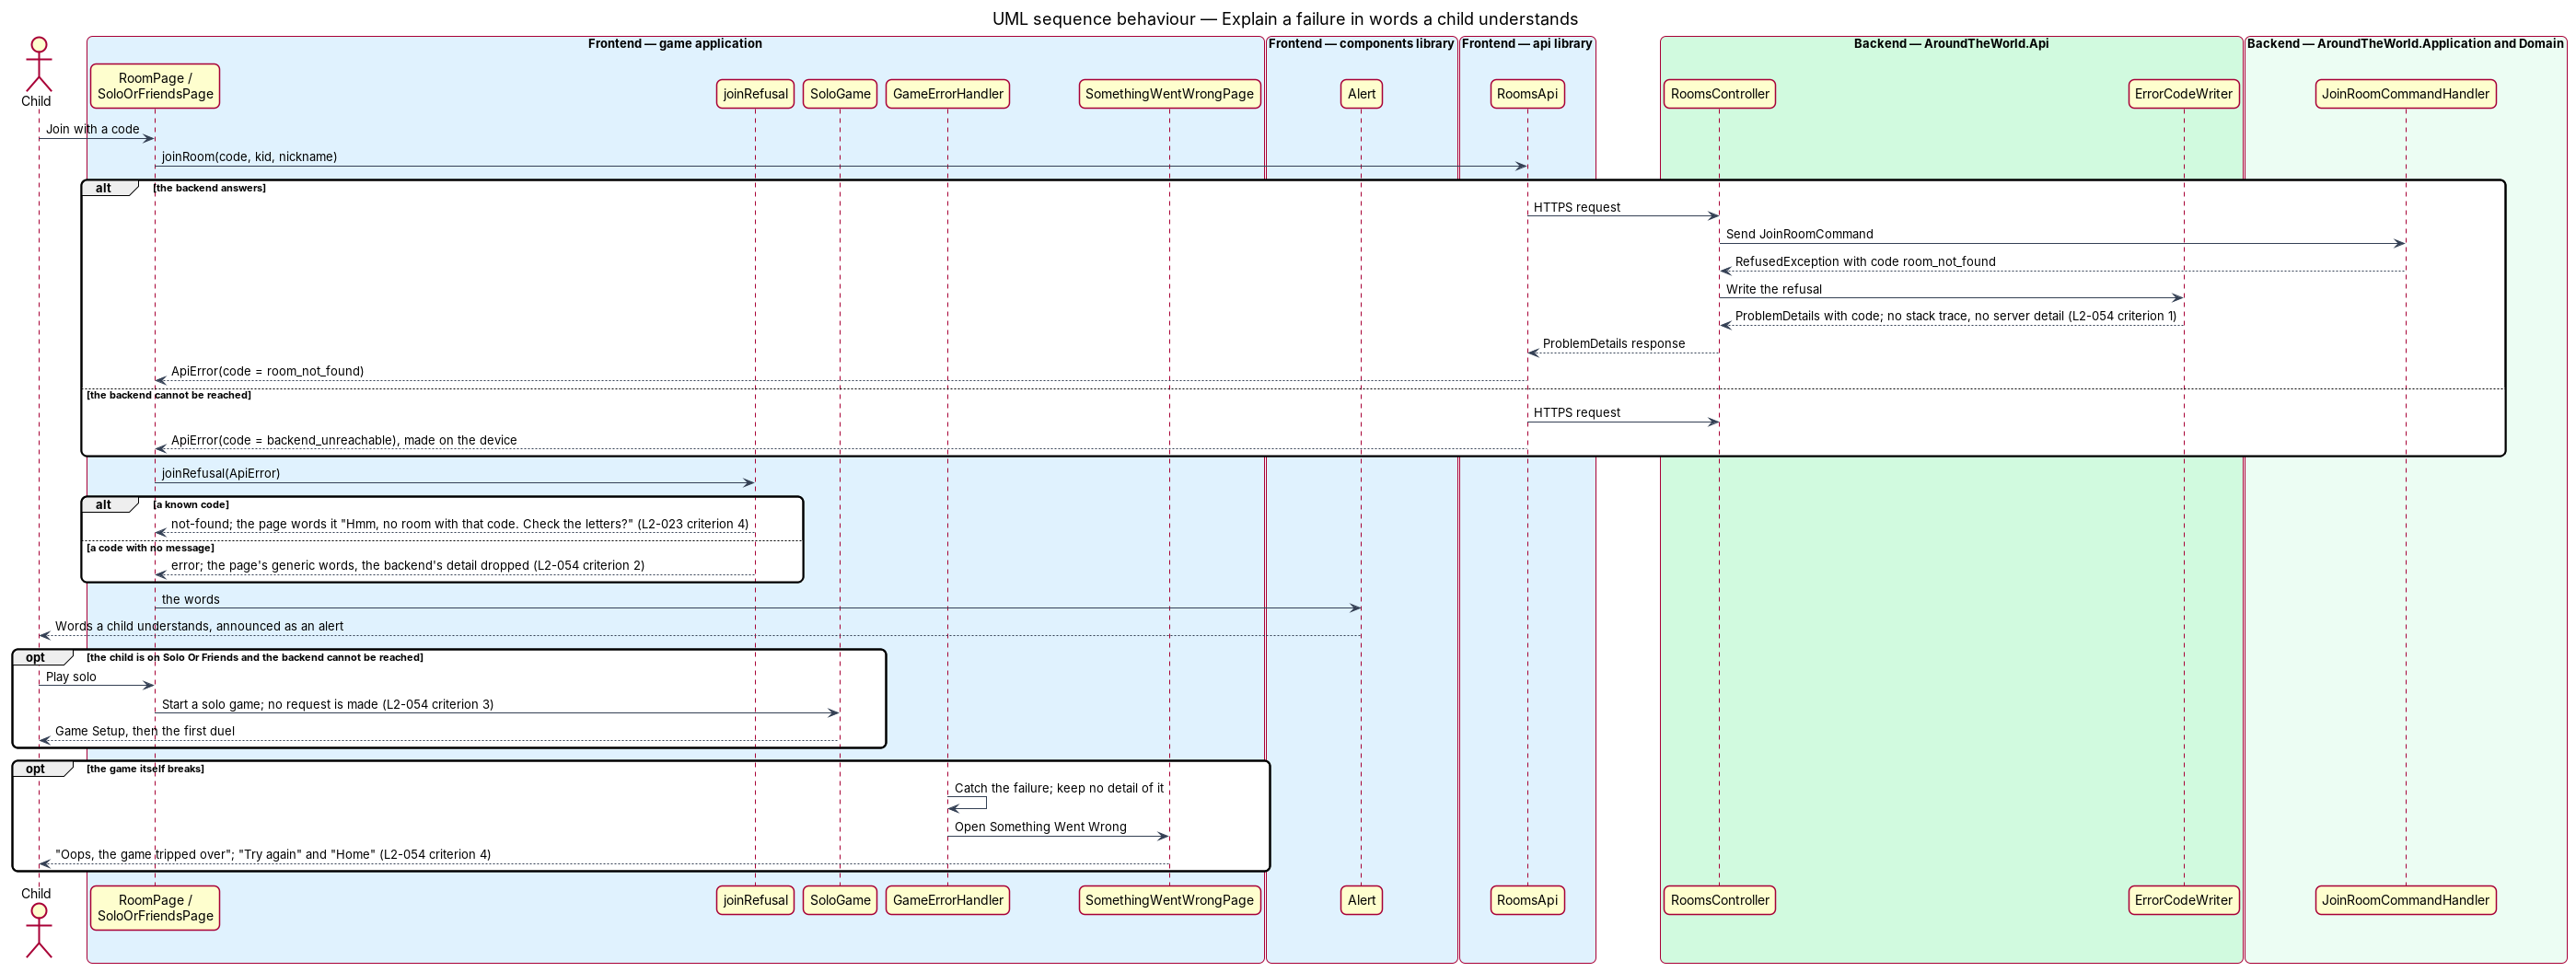 UML sequence behaviour — Explain a failure in words a child understands
Frontend — game application
Frontend — components library
Frontend — api library
Backend — AroundTheWorld.Api
Backend — AroundTheWorld.Application and Domain
Child
RoomPage /
SoloOrFriendsPage
joinRefusal
SoloGame
GameErrorHandler
SomethingWentWrongPage
Alert
RoomsApi
RoomsController
ErrorCodeWriter
JoinRoomCommandHandler
Join with a code
joinRoom(code, kid, nickname)
alt
[the backend answers]
HTTPS request
Send JoinRoomCommand
RefusedException with code room_not_found
Write the refusal
ProblemDetails with code; no stack trace, no server detail (L2-054 criterion 1)
ProblemDetails response
ApiError(code = room_not_found)
[the backend cannot be reached]
HTTPS request
ApiError(code = backend_unreachable), made on the device
joinRefusal(ApiError)
alt
[a known code]
not-found; the page words it "Hmm, no room with that code. Check the letters?" (L2-023 criterion 4)
[a code with no message]
error; the page's generic words, the backend's detail dropped (L2-054 criterion 2)
the words
Words a child understands, announced as an alert
opt
[the child is on Solo Or Friends and the backend cannot be reached]
Play solo
Start a solo game; no request is made (L2-054 criterion 3)
Game Setup, then the first duel
opt
[the game itself breaks]
Catch the failure; keep no detail of it
Open Something Went Wrong
"Oops, the game tripped over"; "Try again" and "Home" (L2-054 criterion 4)
Child
RoomPage /
SoloOrFriendsPage
joinRefusal
SoloGame
GameErrorHandler
SomethingWentWrongPage
Alert
RoomsApi
RoomsController
ErrorCodeWriter
JoinRoomCommandHandler